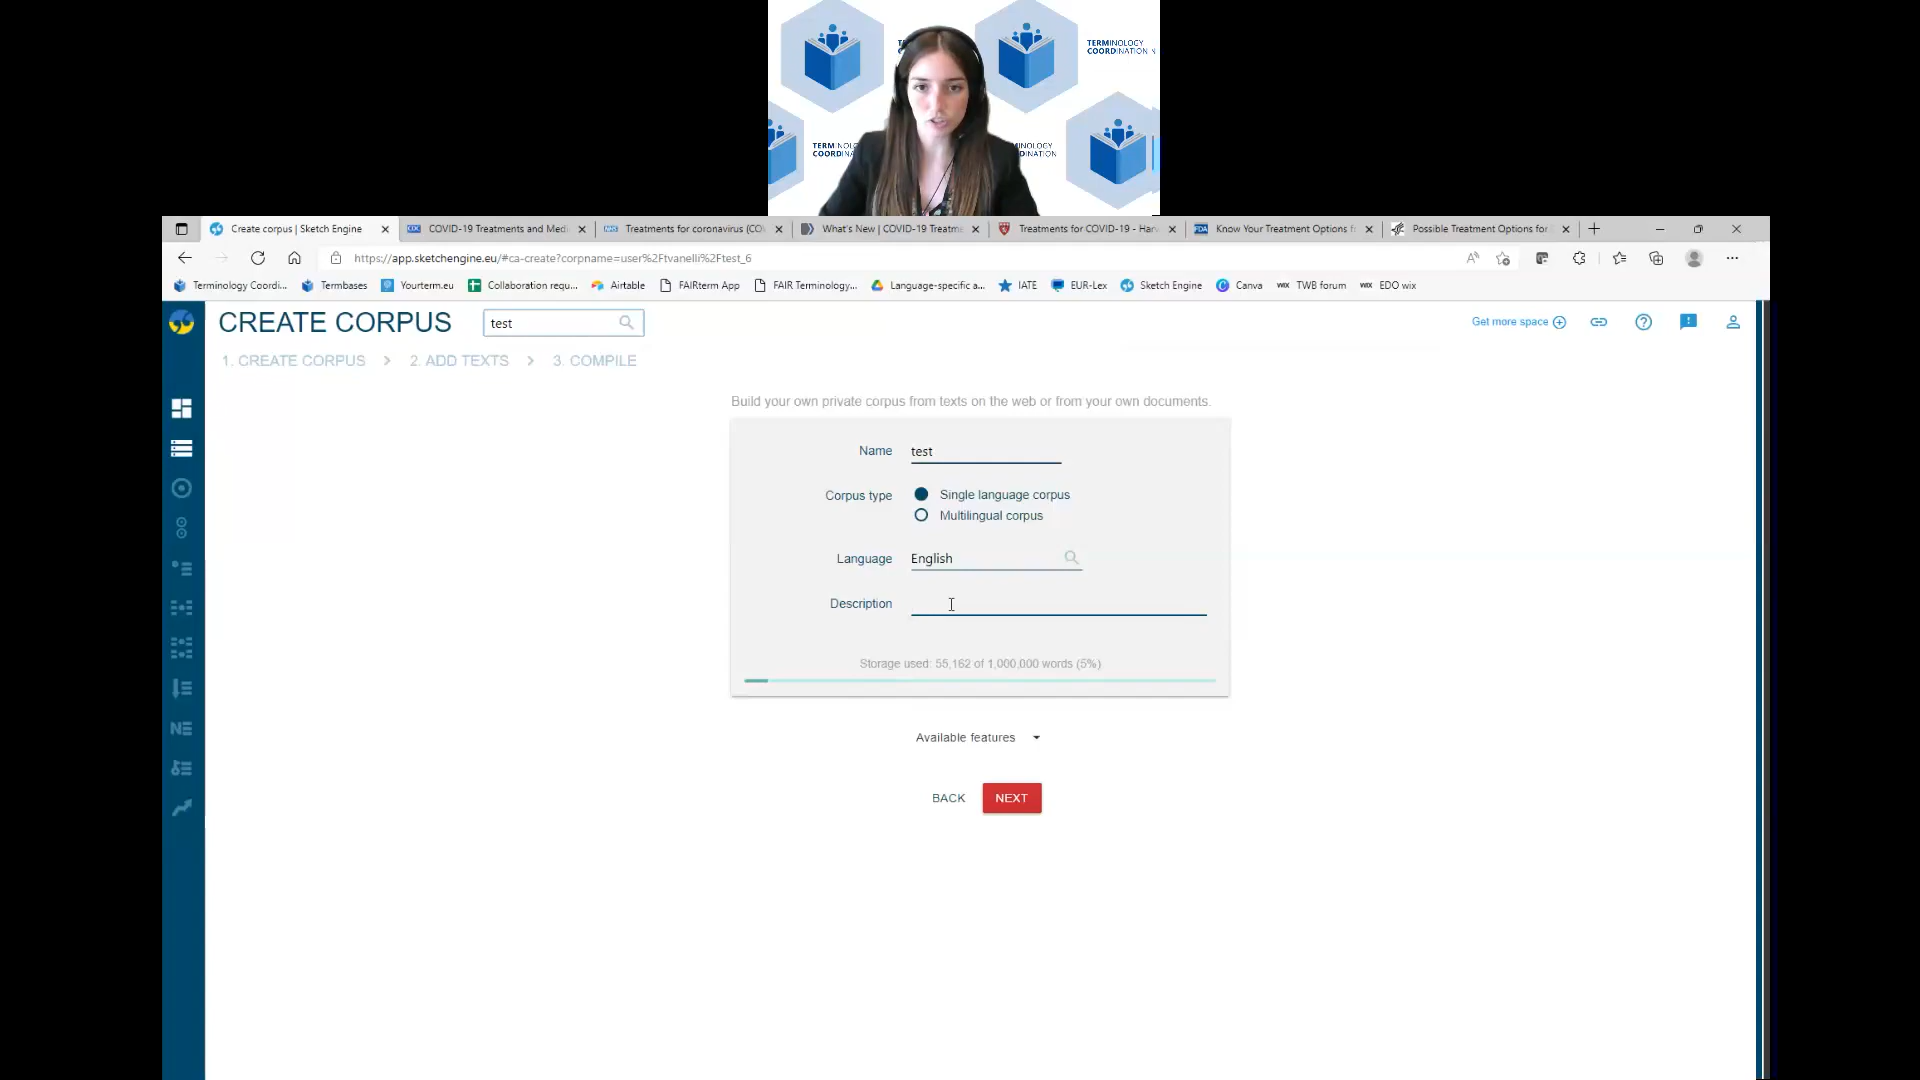 TERMINOLOGY
COORDINATION
Create corpus | Sketch Engine
COVID-19 Treatments and Medi
Treatments for coronavirus (CO
What's New | COVID-19 Treatme
Treatments for COVID-19 - Harv
Know Your Treatment Options f
Possible Treatment Options for
https://app.sketchengine.eu/#ca-create?corpname=user%2Ftvanelli%2Ftest_6
Terminology Coordi...
Termbases
Yourterm.eu
Collaboration requ...
Airtable
FAIRterm App
FAIR Terminology...
Language-specific a...
IATE
EUR-Lex
Sketch Engine
Canva
WIX
TWB forum
WIX
EDO wix
CREATE CORPUS
test
Get more space
1. CREATE CORPUS > 2. ADD TEXTS > 3. COMPILE
Build your own private corpus from texts on the web or from your own documents.
Name test
Corpus type Single language corpus
Multilingual corpus
Language English
Description
Storage used: 55,162 of 1,000,000 words (5%)
Available features
BACK NEXT